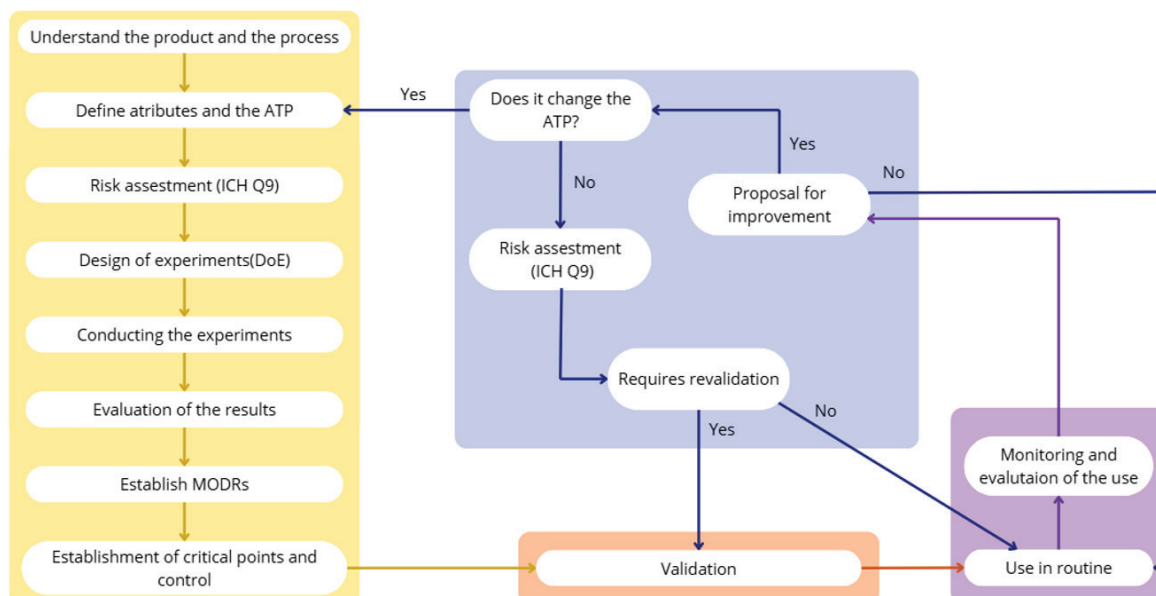 Understand the product and the process
Define atributes and the ATP
Risk assestment (ICH Q9)
Design of experiments(DoE)
Conducting the experiments
Evaluation of the results
Establish MODRs
Establishment of critical points and
control
Yes
Does it change the
ATP?
No
Yes
Proposal for
improvement
No
Risk assestment
(ICH Q9)
Requires revalidation
Yes
No
Validation
Monitoring and
evalutaion of the use
Use in routine